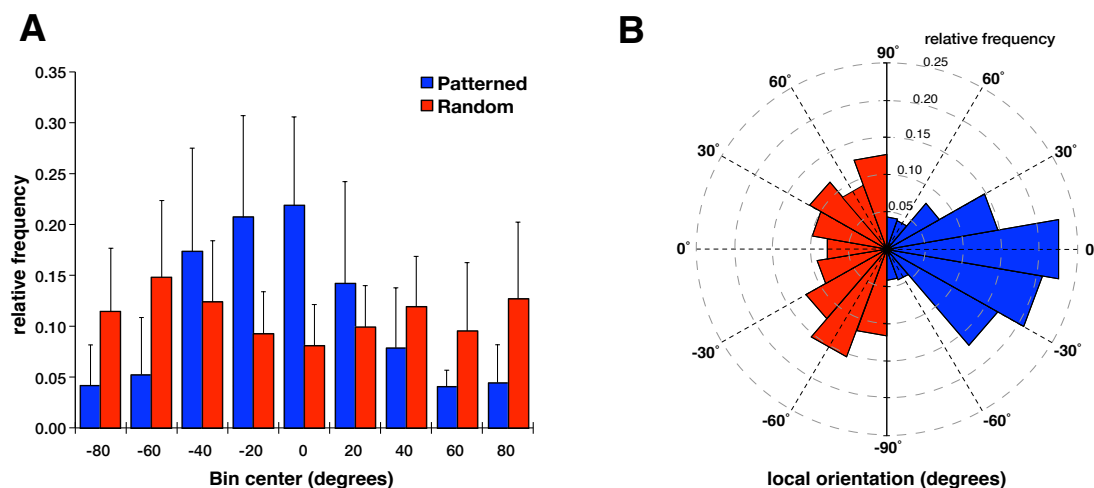 A
relative frequency
0.35
0.30
0.25
0.20
0.15
0.10
0.05
0.00
Patterned
Random
-80 -60 -40 -20 0 20 40 60 80
Bin center (degrees)
B
relative frequency
90°
0.25
60°
60°
0.20
0.15
30°
30°
0.10
0.05
0°
0
-30°
-30°
-60°
-60°
-90°
local orientation (degrees)